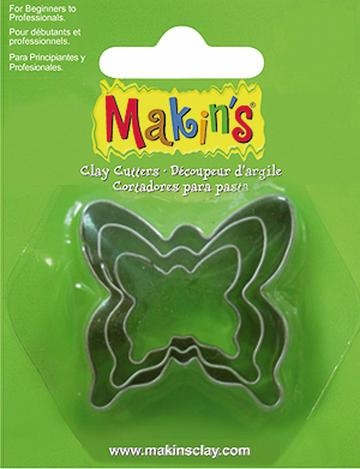 For Beginners to
Professionals.
Pour débutants et
professionnels.
Para Principiantes y
Profesionales.
Makin's®
Clay Cutters • Découpeur d'argile
Cortadores para pasta
www.makinsclay.com